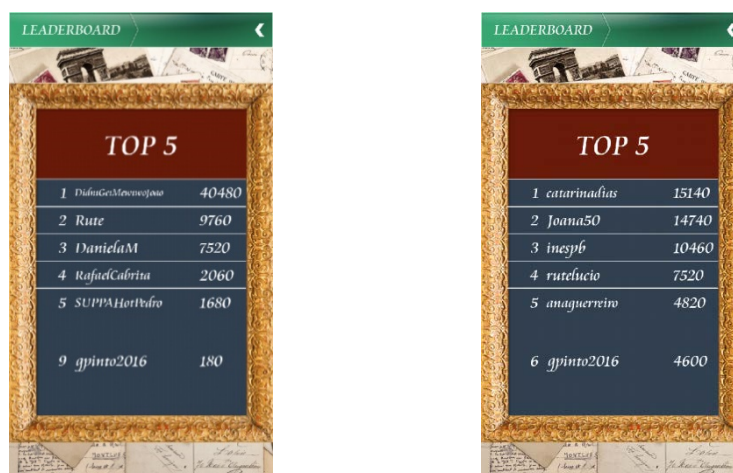 LEADERBOARD
TOP 5
1 40480
2 Rute 9760
3 DanielaM 7520
4 RafaelCabrita 2060
5 SUPPAHotPedro 1680
9 gpinto2016 180
LEADERBOARD
TOP 5
1 catarinadias 15140
2 Joana50 14740
3 inespb 10460
4 rutelucio 7520
5 anaguerreiro 4820
6 gpinto2016 4600